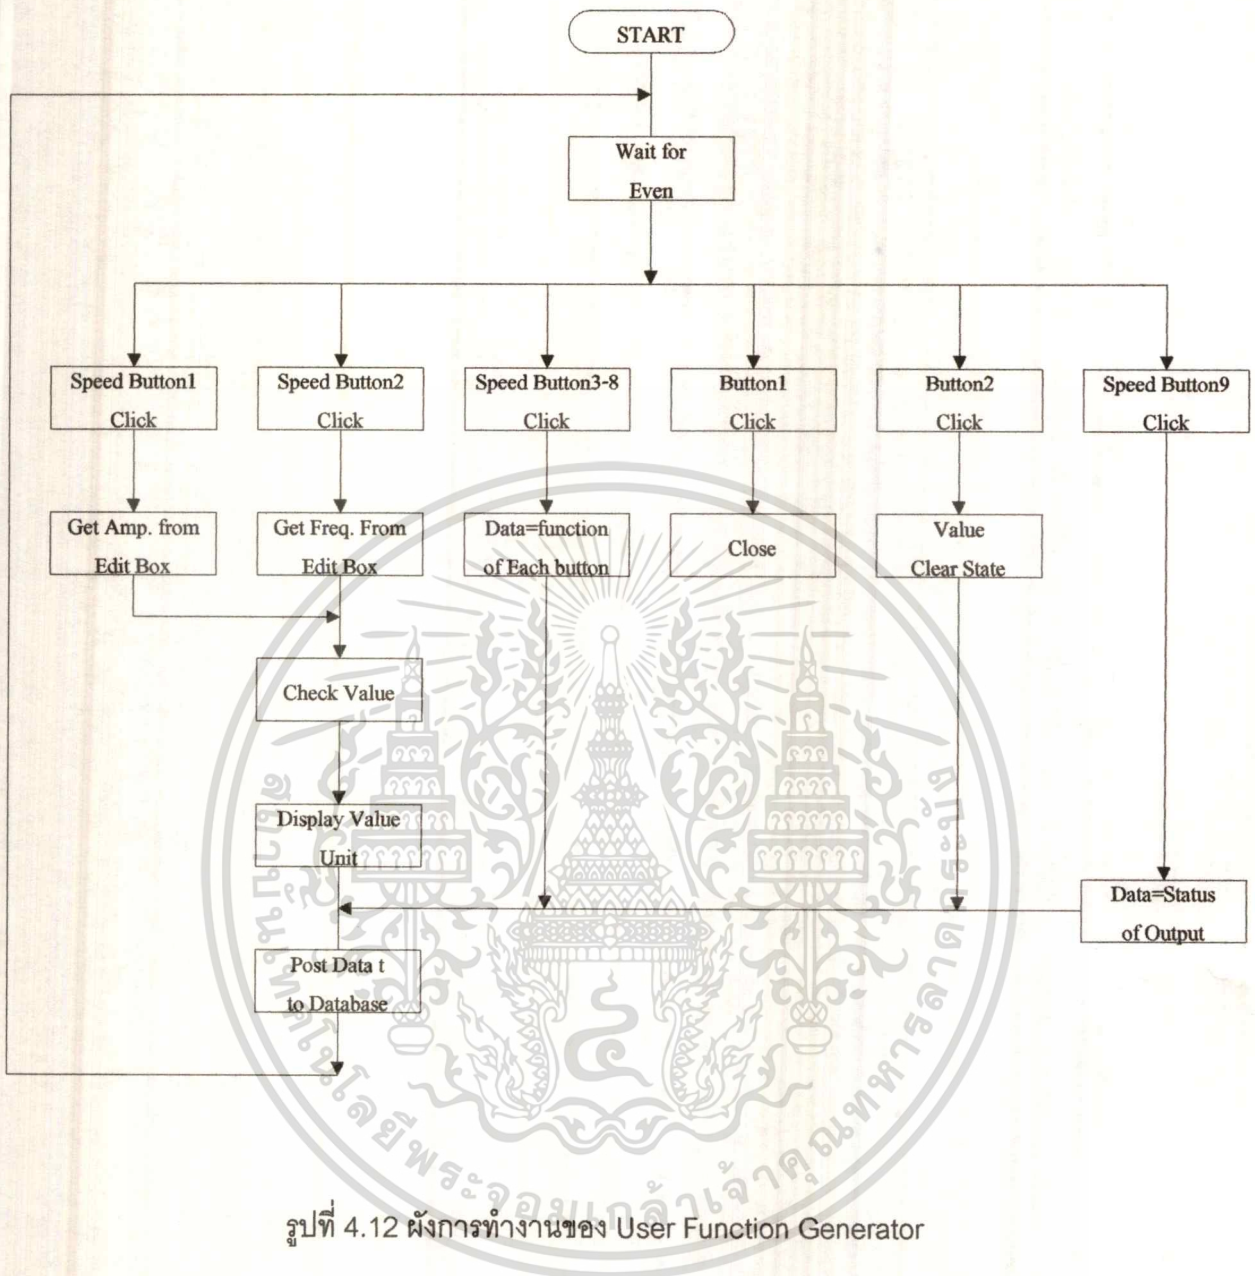 START
Wait for
Even
Speed Button1
Click
Speed Button2
Click
Speed Button3-8
Click
Button1
Click
Button2
Click
Speed Button9
Click
Get Amp. from
Edit Box
Get Freq. From
Edit Box
Data=function
of Each button
Close
Value
Clear State
Check Value
Display Value
Unit
Data=Status
of Output
Post Data t
to Database
รูปที่ 4.12 ผังการทำงานของ User Function Generator